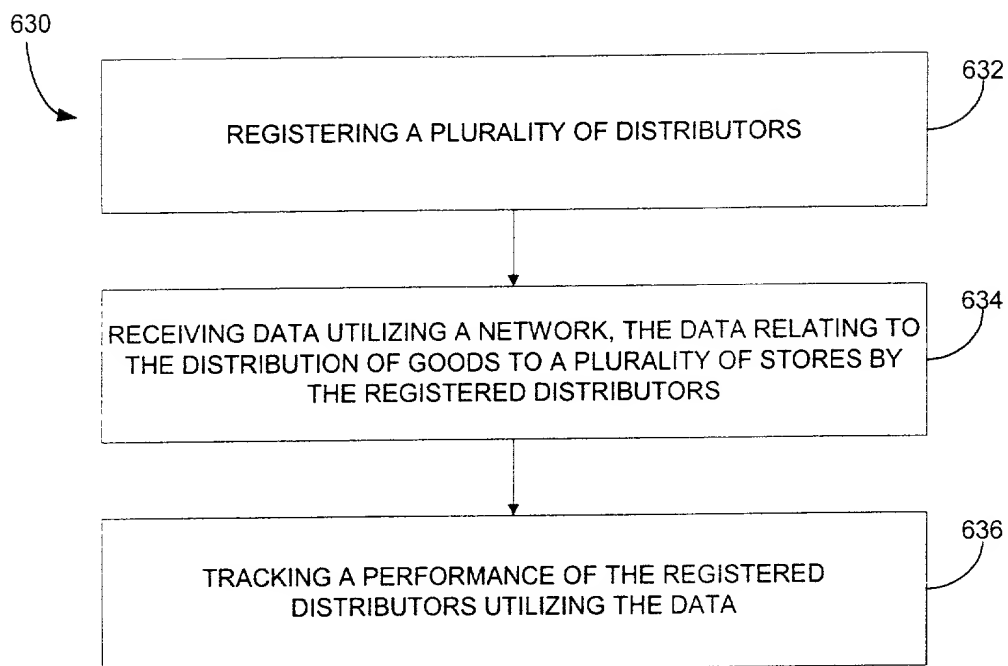 630
632
REGISTERING A PLURALITY OF DISTRIBUTORS
634
RECEIVING DATA UTILIZING A NETWORK, THE DATA RELATING TO
THE DISTRIBUTION OF GOODS TO A PLURALITY OF STORES BY
THE REGISTERED DISTRIBUTORS
636
TRACKING A PERFORMANCE OF THE REGISTERED
DISTRIBUTORS UTILIZING THE DATA